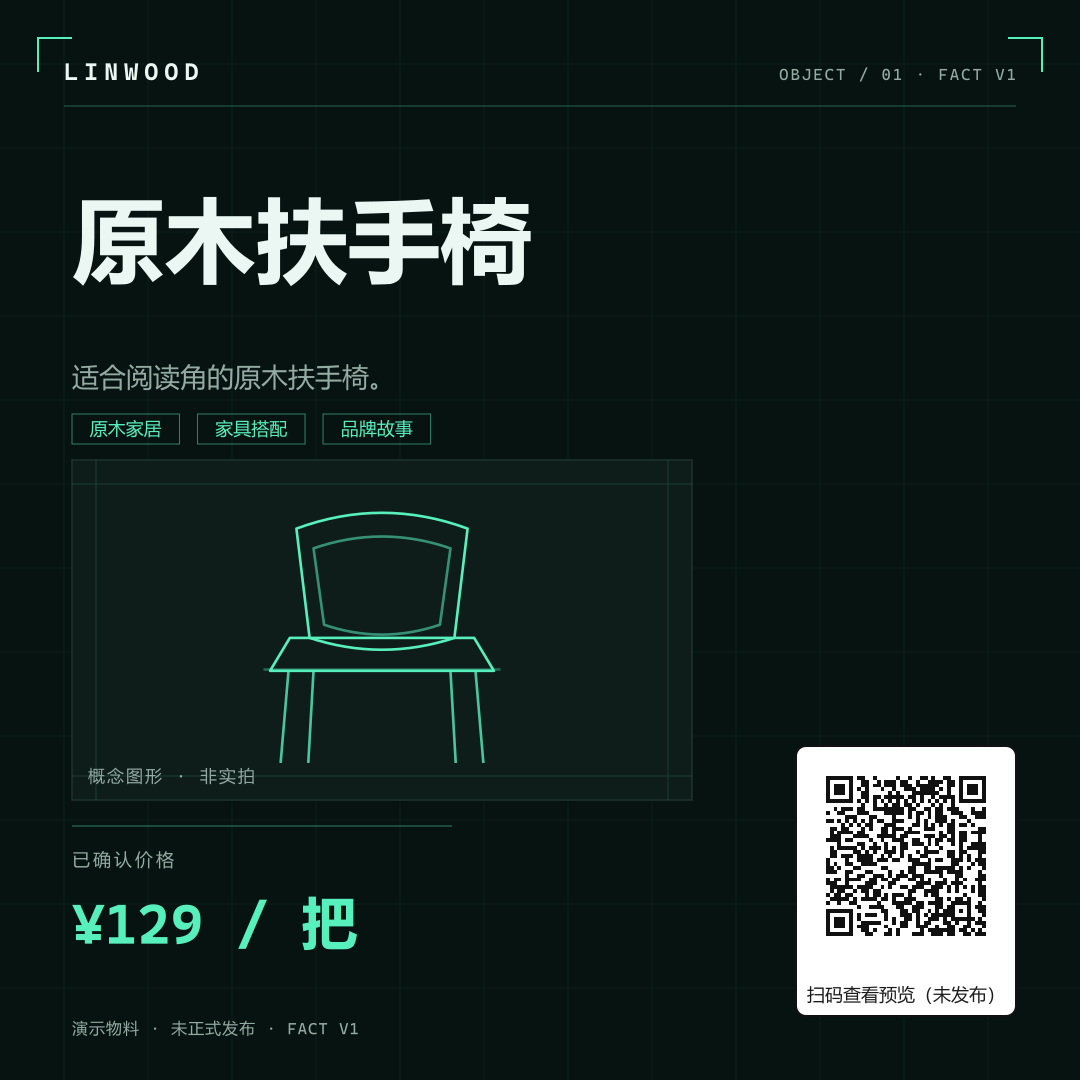 LINWOOD
OBJECT / 01 · FACT V1
原木扶手椅
适合阅读角的原木扶手椅。
原木家居
家具搭配
品牌故事
概念图形 · 非实拍
已确认价格
¥129 / 把
扫码查看预览（未发布）
演示物料 · 未正式发布 · FACT V1